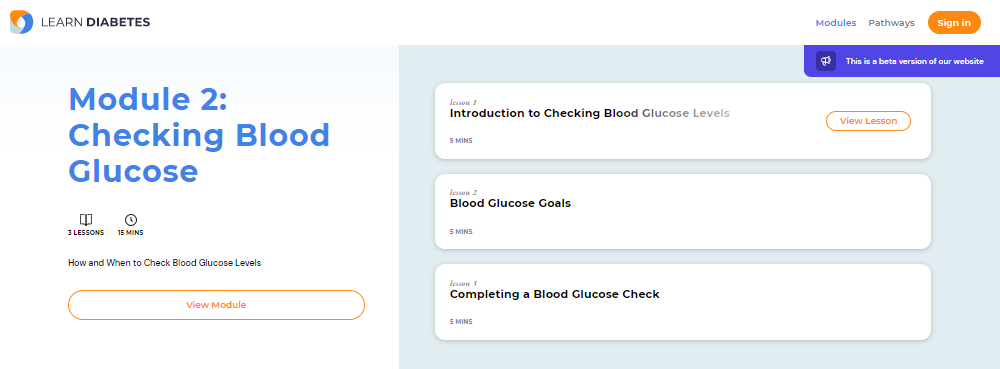 LEARN DIABETES
Modules
Pathways
Sign in
This is a beta version of our website
Module 2:
Checking Blood
Glucose
3 LESSONS
15 MINS
How and When to Check Blood Glucose Levels
View Module
lesson 1
Introduction to Checking Blood Glucose Levels
5 MINS
View Lesson
lesson 2
Blood Glucose Goals
5 MINS
lesson 3
Completing a Blood Glucose Check
5 MINS